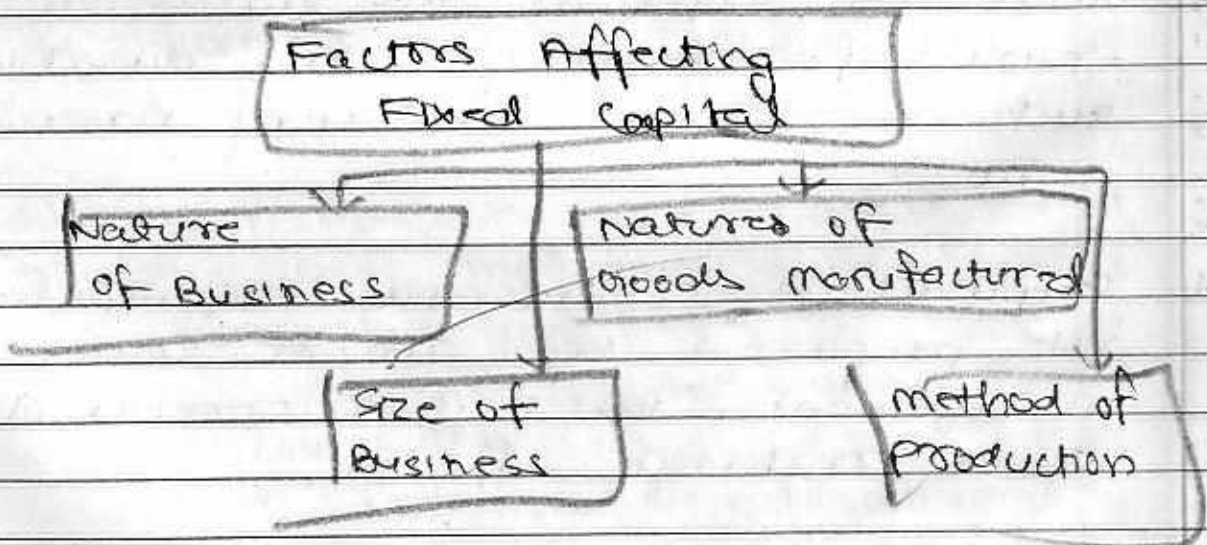 Factors Affecting
Fixed Capital
Nature
of Business
Natures of
Goods manufactured
Size of
Business
method of
production